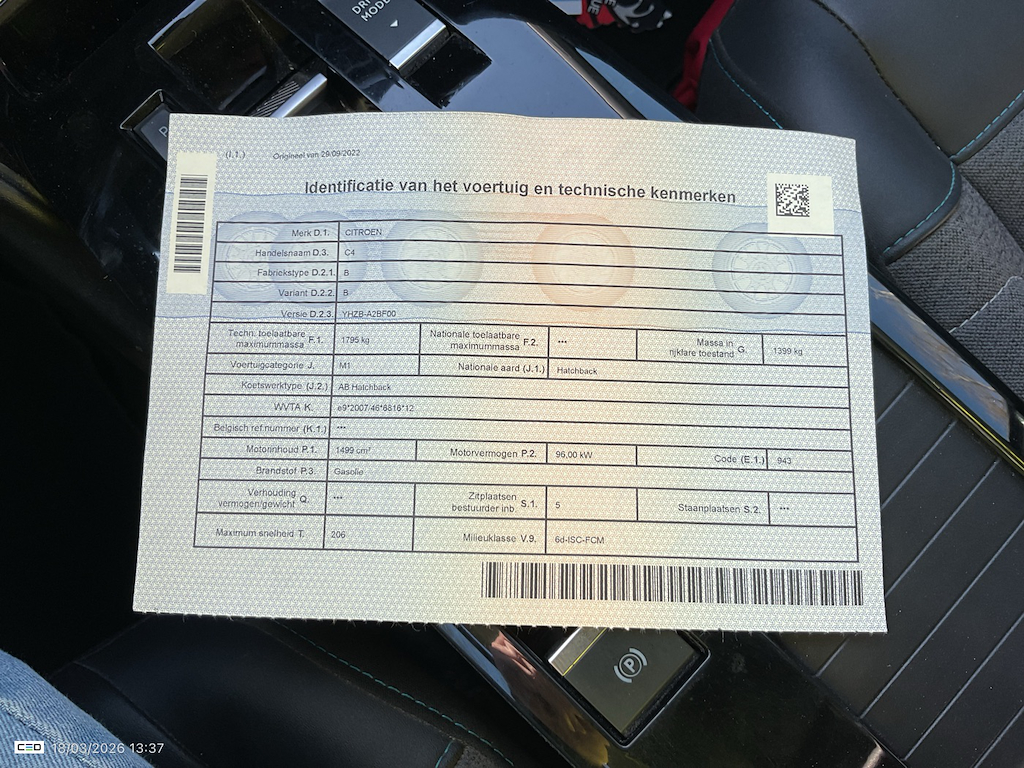 DRIVE
MODE
P
(I.1.) Origineel van 29/09/2022
Identificatie van het voertuig en technische kenmerken
Merk D.1. CITROEN
Handelsnaam D.3. C4
Fabriekstype D.2.1. B
Variant D.2.2. B
Versie D.2.3. YHZB-A2BF00
Techn. toelaatbare maximummassa F.1. 1795 kg Nationale toelaatbare maximummassa F.2. *** Massa in rijklare toestand G. 1399 kg
Voertuigcategorie J. M1 Nationale aard (J.1.) Hatchback
Koetswerktype (J.2.) AB Hatchback
WVTA K. e9*2007/46*6816*12
Belgisch ref.nummer (K.1.) ***
Motorinhoud P.1. 1499 cm³ Motorvermogen P.2. 96,00 kW Code (E.1.) 943
Brandstof P.3. Gasolie
Verhouding vermogen/gewicht Q. *** Zitplaatsen bestuurder inb. S.1. 5 Staanplaatsen S.2. ***
Maximum snelheid T. 206 Milieuklasse V.9. 6d-ISC-FCM
P
CEO 18/03/2026 13:37